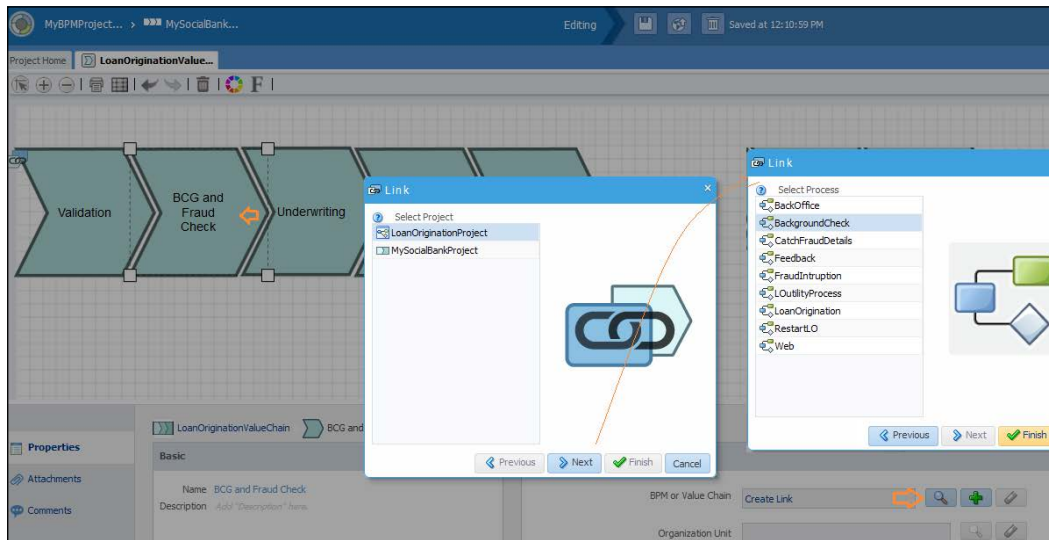 MyBPMProject... > MySocialBank...
Editing
Saved at 12:10:59 PM
Project Home
LoanOriginationValue...
F
Validation
BCG and
Fraud
Check
Underwriting
Link
x
Select Project
LoanOriginationProject
MySocialBankProject
Previous
Next
Finish
Cancel
Link
Select Process
BackOffice
BackgroundCheck
CatchFraudDetails
Feedback
FraudIntruption
LOutilityProcess
LoanOrigination
RestartLO
Web
Previous
Next
Finish
Properties
Attachments
Comments
LoanOriginationValueChain
BCG and
Basic
Name BCG and Fraud Check
Description Add "Description" here.
BPM or Value Chain Create Link
Organization Unit